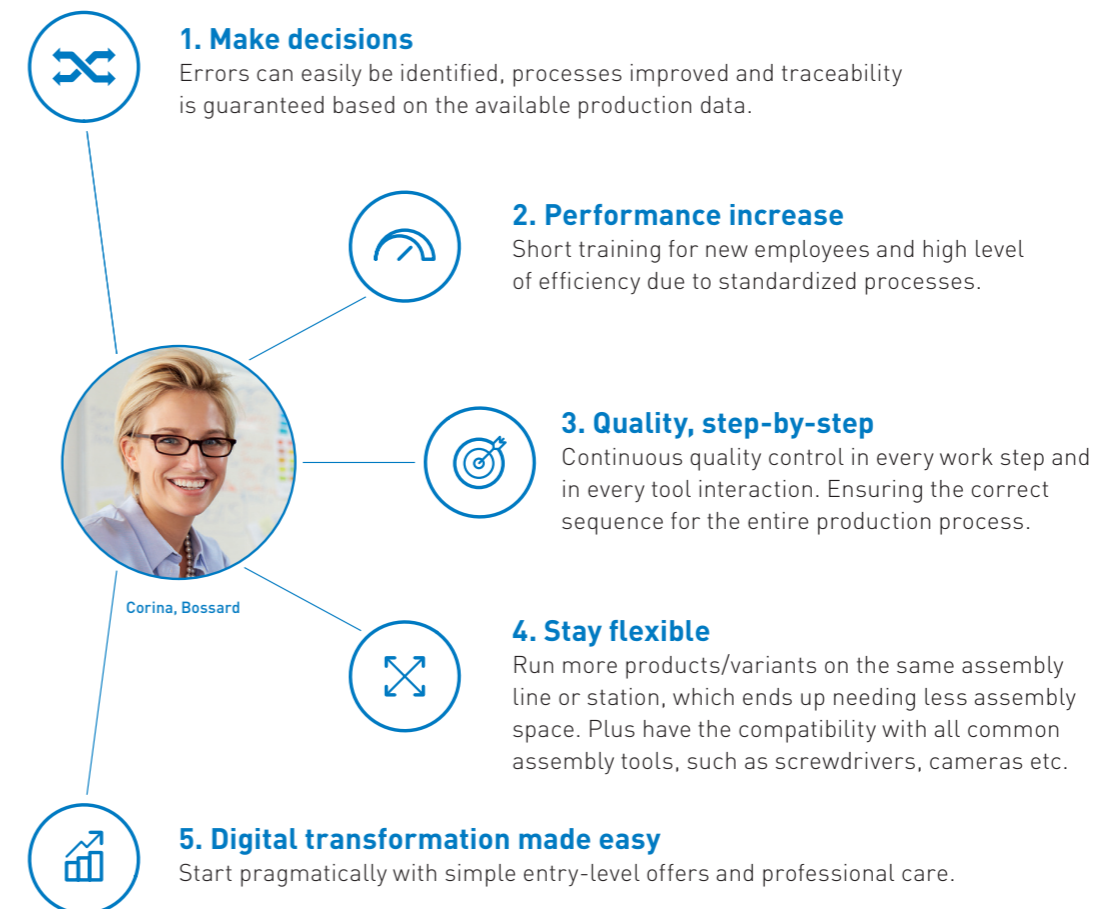 1. Make decisions
Errors can easily be identified, processes improved and traceability
is guaranteed based on the available production data.
2. Performance increase
Short training for new employees and high level
of efficiency due to standardized processes.
3. Quality, step-by-step
Continuous quality control in every work step and
in every tool interaction. Ensuring the correct
sequence for the entire production process.
Corina, Bossard
4. Stay flexible
Run more products/variants on the same assembly
line or station, which ends up needing less assembly
space. Plus have the compatibility with all common
assembly tools, such as screwdrivers, cameras etc.
5. Digital transformation made easy
Start pragmatically with simple entry-level offers and professional care.